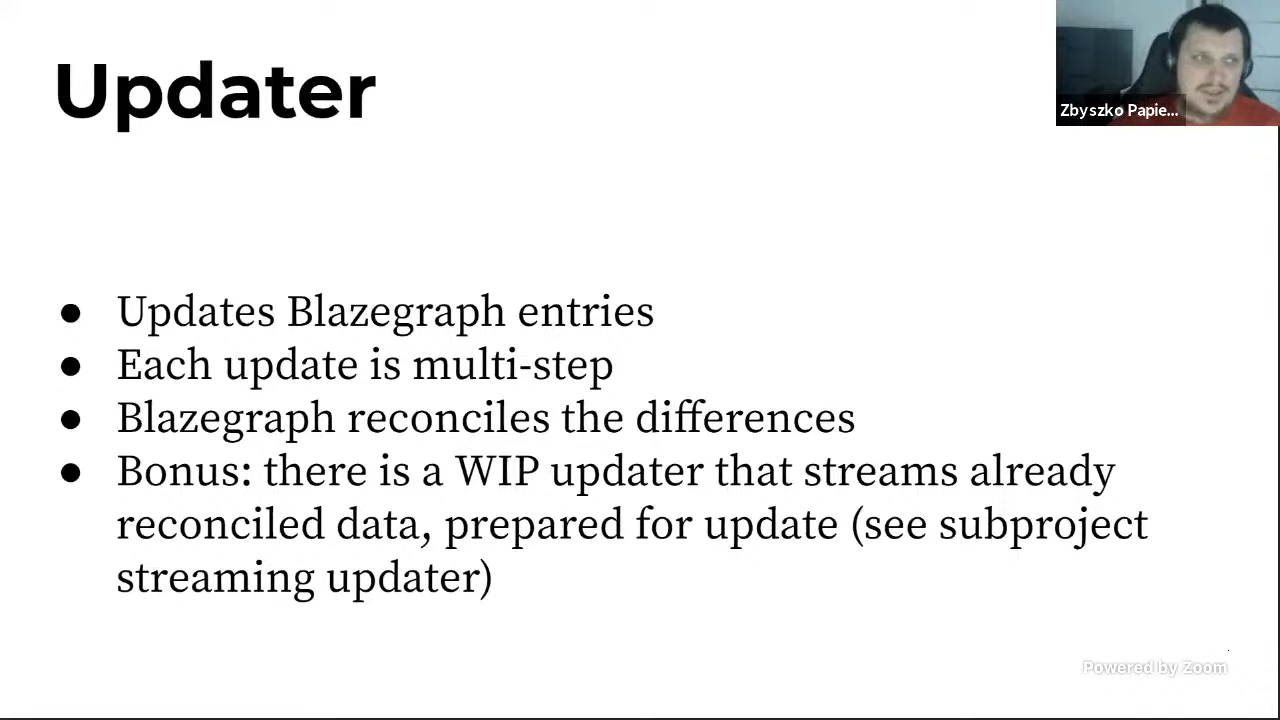 Updater
Zbyszko Papie...
● Updates Blazegraph entries
● Each update is multi-step
● Blazegraph reconciles the differences
● Bonus: there is a WIP updater that streams already
reconciled data, prepared for update (see subproject
streaming updater)
Powered by Zoom